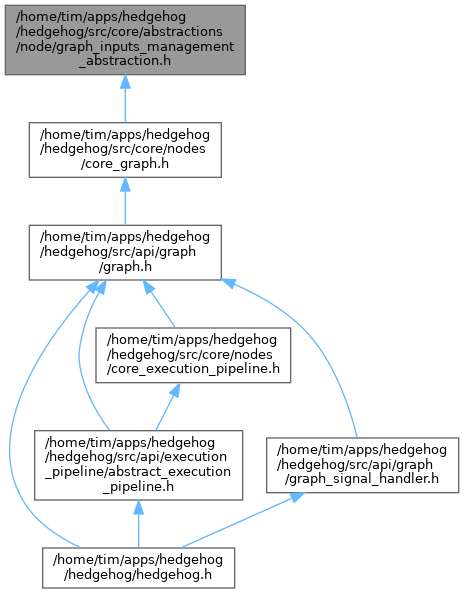 /home/tim/apps/hedgehog
/hedgehog/src/core/abstractions
/node/graph_inputs_management
_abstraction.h
/home/tim/apps/hedgehog
/hedgehog/src/core/nodes
/core_graph.h
/home/tim/apps/hedgehog
/hedgehog/src/api/graph
/graph.h
/home/tim/apps/hedgehog
/hedgehog/src/core/nodes
/core_execution_pipeline.h
/home/tim/apps/hedgehog
/hedgehog/src/api/execution
_pipeline/abstract_execution
_pipeline.h
/home/tim/apps/hedgehog
/hedgehog/src/api/graph
/graph_signal_handler.h
/home/tim/apps/hedgehog
/hedgehog/hedgehog.h